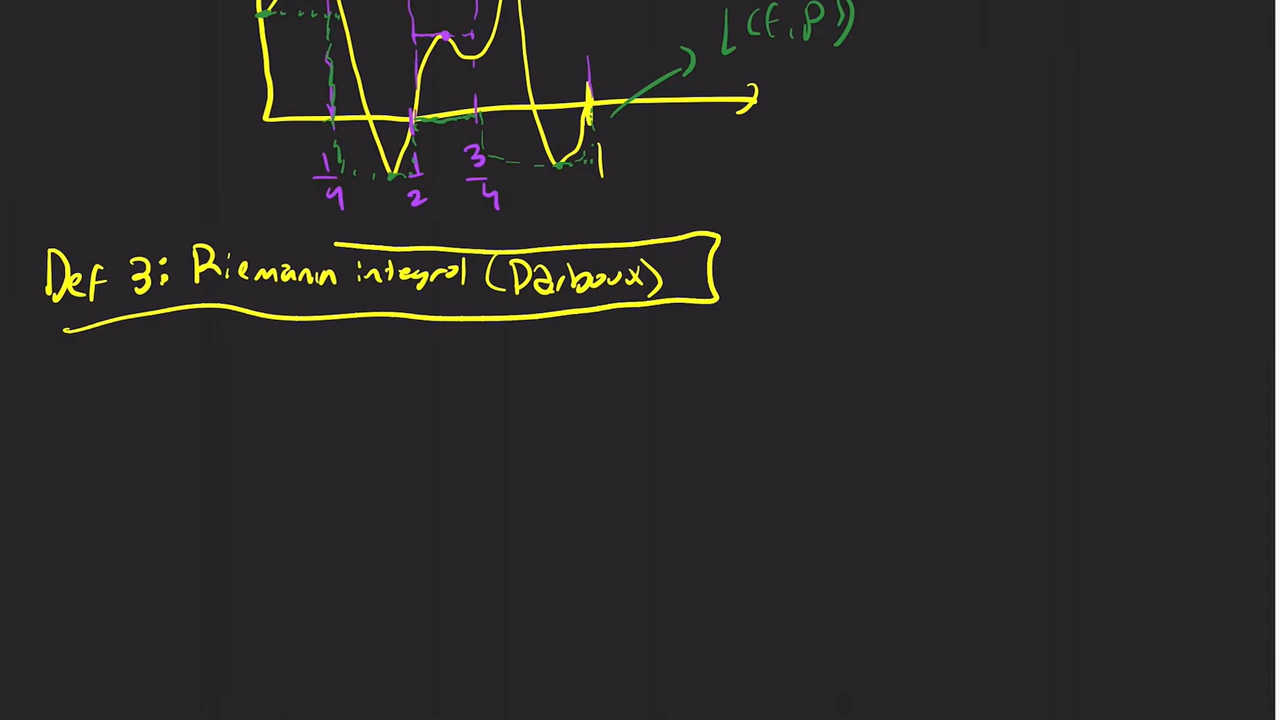 L(f,P)
1/4 1/2 3/4 1
Def 3: Riemann integral (Darboux)